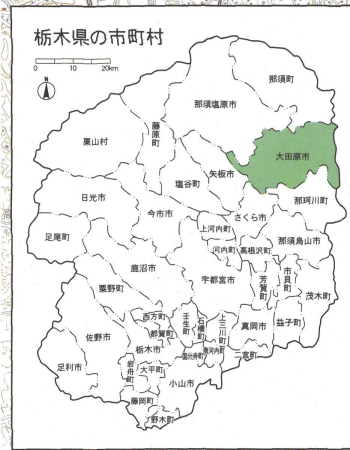 栃木県の市町村
0 10 20km
N
那須町
那須塩原市
藤原町
栗山村
大田原市
矢板市
塩谷町
那珂川町
日光市
今市市
さくら市
足尾町
上河内町
那須烏山市
河内町
高根沢町
鹿沼市
宇都宮市
芳賀町
市貝町
粟野町
茂木町
西方町
壬生町
石橋町
上三川町
真岡市
益子町
都賀町
佐野市
栃木市
国分寺町
南河内町
二宮町
岩舟町
大平町
足利市
小山市
藤岡町
野木町